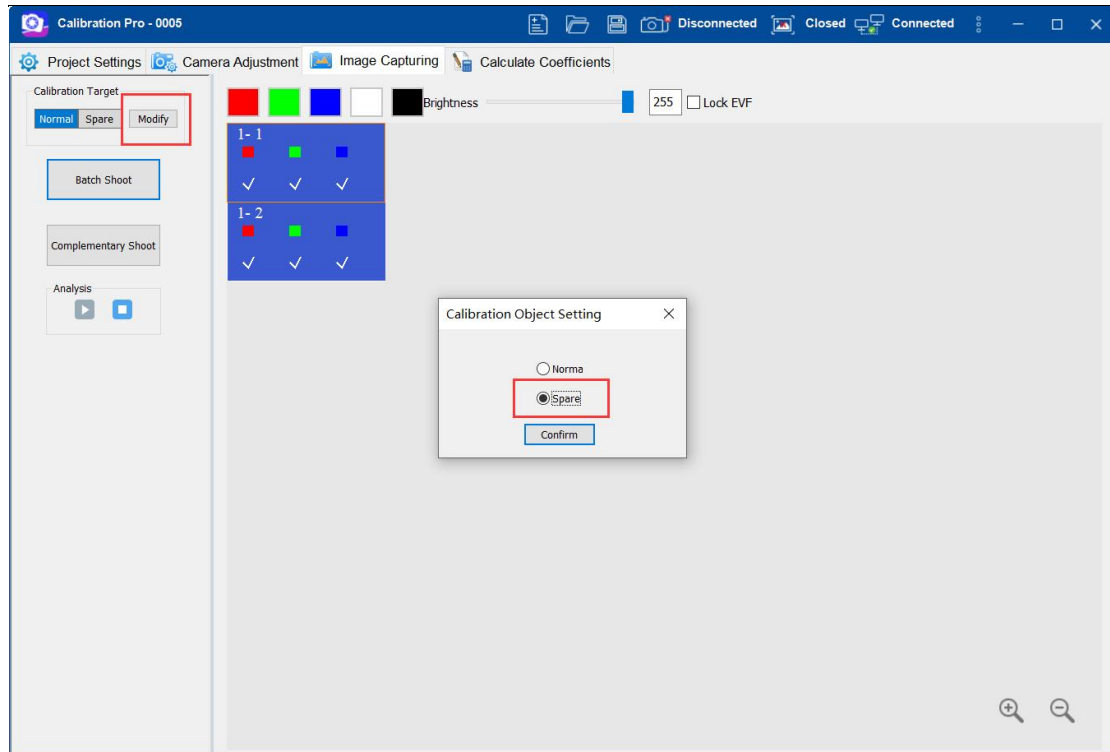 Calibration Pro - 0005
Disconnected
Closed
Connected
Project Settings
Camera Adjustment
Image Capturing
Calculate Coefficients
Calibration Target
Normal
Spare
Modify
Brightness
255
Lock EVF
Batch Shoot
Complementary Shoot
Analysis
1- 1
1- 2
Calibration Object Setting
Norma
Spare
Confirm